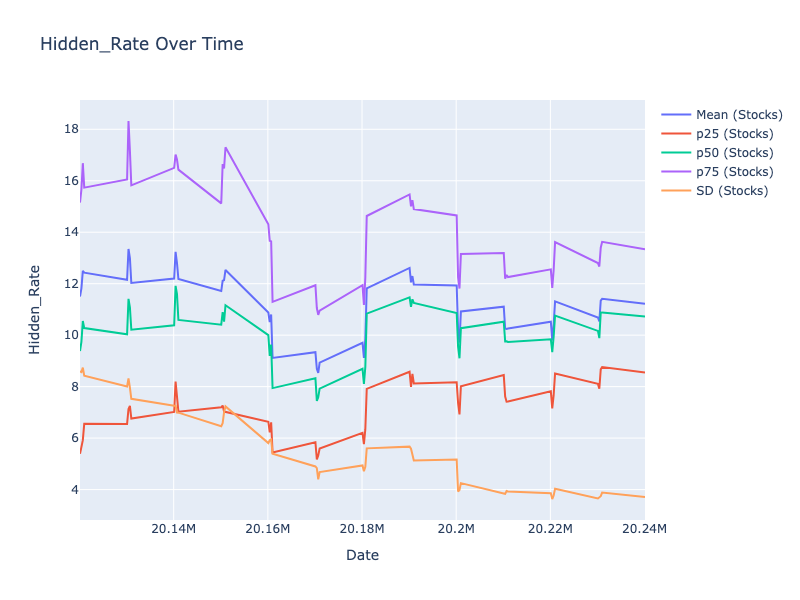 Hidden_Rate Over Time
Mean (Stocks)
p25 (Stocks)
p50 (Stocks)
p75 (Stocks)
SD (Stocks)
Hidden_Rate
18
16
14
12
10
8
6
4
20.14M
20.16M
20.18M
20.2M
20.22M
20.24M
Date